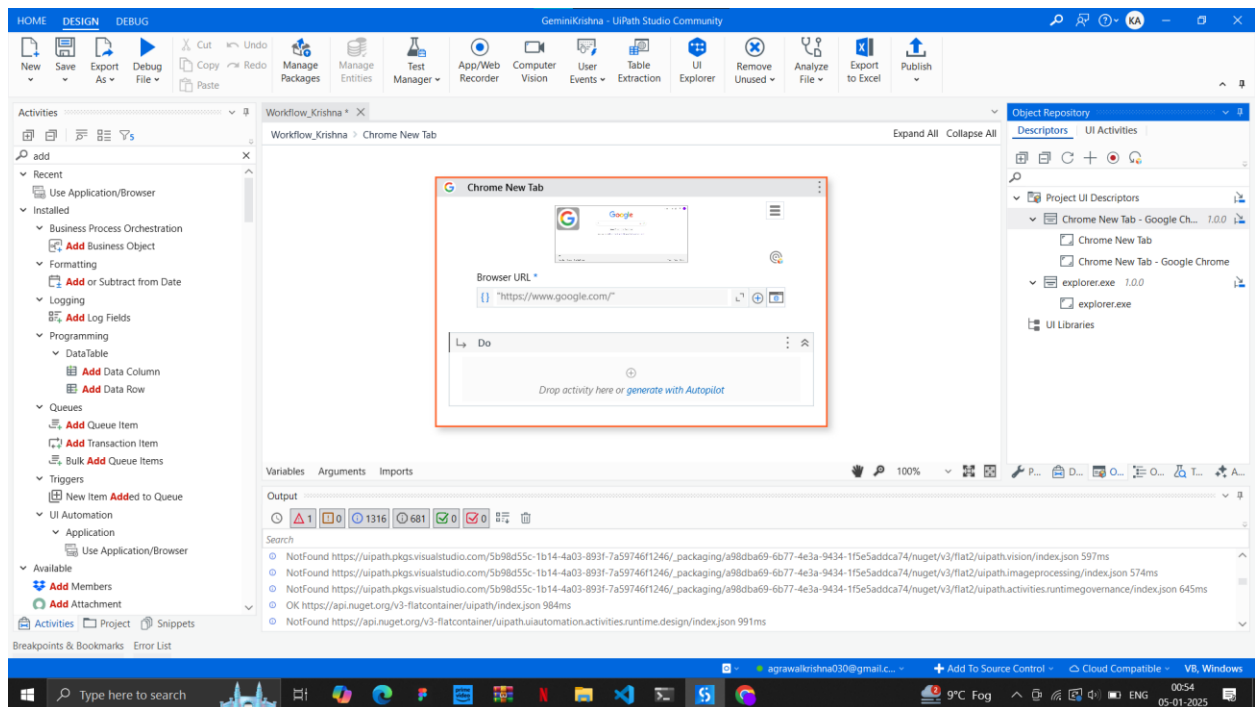 HOME DESIGN DEBUG GeminiKrishna - UiPath Studio Community KA
New Save Export As Debug File Cut Copy Paste Undo Redo Manage Packages Manage Entities Test Manager App/Web Recorder Computer Vision User Events Table Extraction UI Explorer Remove Unused Analyze File Export to Excel Publish
Activities
add
Recent
Use Application/Browser
Installed
Business Process Orchestration
Add Business Object
Formatting
Add or Subtract from Date
Logging
Add Log Fields
Programming
DataTable
Add Data Column
Add Data Row
Queues
Add Queue Item
Add Transaction Item
Bulk Add Queue Items
Triggers
New Item Added to Queue
UI Automation
Application
Use Application/Browser
Available
Add Members
Add Attachment
Activities Project Snippets
Breakpoints & Bookmarks Error List
Workflow_Krishna *
Workflow_Krishna > Chrome New Tab Expand All Collapse All
Chrome New Tab
Google
Browser URL *
"https://www.google.com/"
Do
Drop activity here or generate with Autopilot
Variables Arguments Imports 100%
Output
1 0 1316 681 0 0
Search
NotFound https://uipath.pkgs.visualstudio.com/5b98d55c-1b14-4a03-893f-7a59746f1246/_packaging/a98dba69-6b77-4e3a-9434-1f5e5addca74/nuget/v3/flat2/uipath.vision/index.json 597ms
NotFound https://uipath.pkgs.visualstudio.com/5b98d55c-1b14-4a03-893f-7a59746f1246/_packaging/a98dba69-6b77-4e3a-9434-1f5e5addca74/nuget/v3/flat2/uipath.imageprocessing/index.json 574ms
NotFound https://uipath.pkgs.visualstudio.com/5b98d55c-1b14-4a03-893f-7a59746f1246/_packaging/a98dba69-6b77-4e3a-9434-1f5e5addca74/nuget/v3/flat2/uipath.activities.runtimegovernance/index.json 645ms
OK https://api.nuget.org/v3-flatcontainer/uipath/index.json 984ms
NotFound https://api.nuget.org/v3-flatcontainer/uipath.uiautomation.activities.runtime.design/index.json 991ms
Object Repository
Descriptors UI Activities
Project UI Descriptors
Chrome New Tab - Google Ch... 1.0.0
Chrome New Tab
Chrome New Tab - Google Chrome
explorer.exe 1.0.0
explorer.exe
UI Libraries
P... D... O... O... T... A...
agrawalkrishna030@gmail.c... Add To Source Control Cloud Compatible VB, Windows
Type here to search 9°C Fog ENG 00:54
05-01-2025